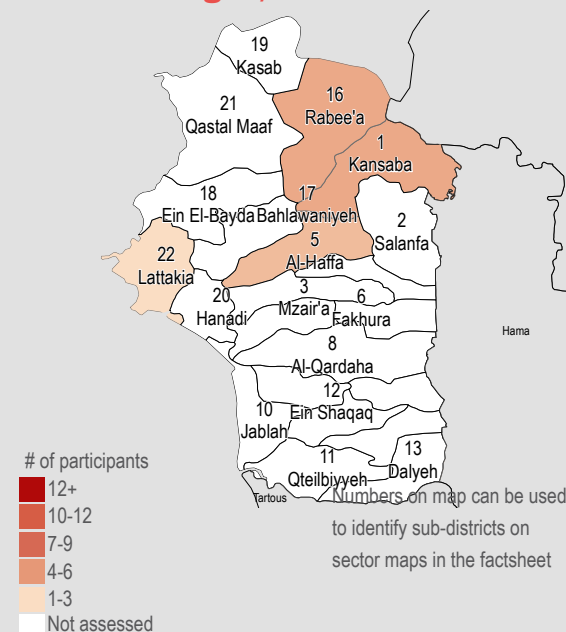 19
Kasab
16
Rabee'a
21
Qastal Maaf
1
Kansaba
17
Bahlawaniyeh
18
Ein El-Bayda
2
Salanfa
5
Al-Haffa
22
Lattakia
3
Mzair'a
20
Hanadi
6
Fakhura
Hama
8
Al-Qardaha
12
Ein Shaqaq
10
Jablah
13
Dalyeh
11
Qteilbiyyeh
Tartous
# of participants
12+
10-12
7-9
4-6
1-3
Not assessed
Numbers on map can be used
to identify sub-districts on
sector maps in the factsheet